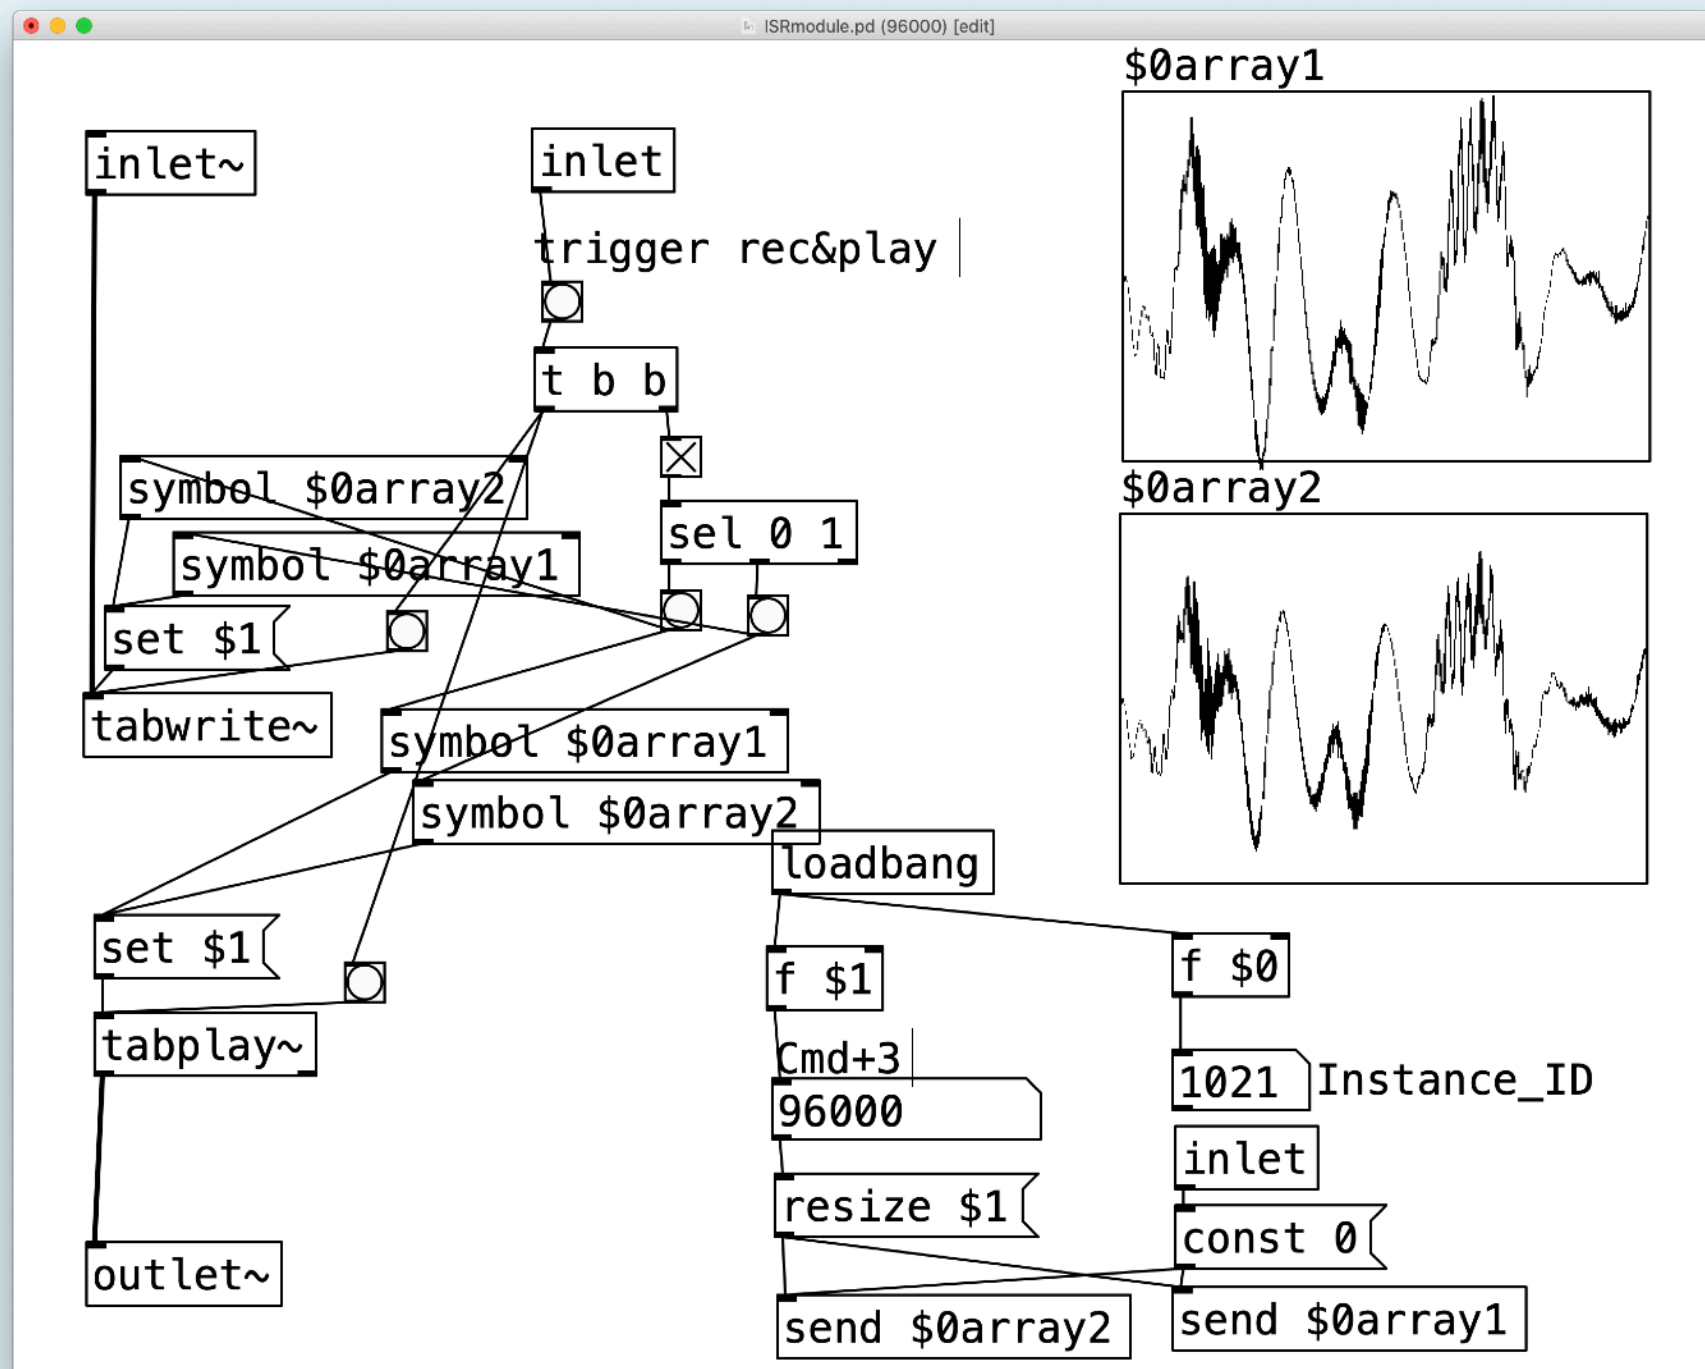 ISRmodule.pd (96000) [edit]
$0array1
inlet~
inlet
trigger rec&play
t b b
symbol $0array2
$0array2
sel 0 1
symbol $0array1
set $1
tabwrite~
symbol $0array1
symbol $0array2
loadbang
set $1
f $1
f $0
tabplay~
Cmd+3
1021
Instance_ID
96000
inlet
resize $1
const 0
outlet~
send $0array2
send $0array1